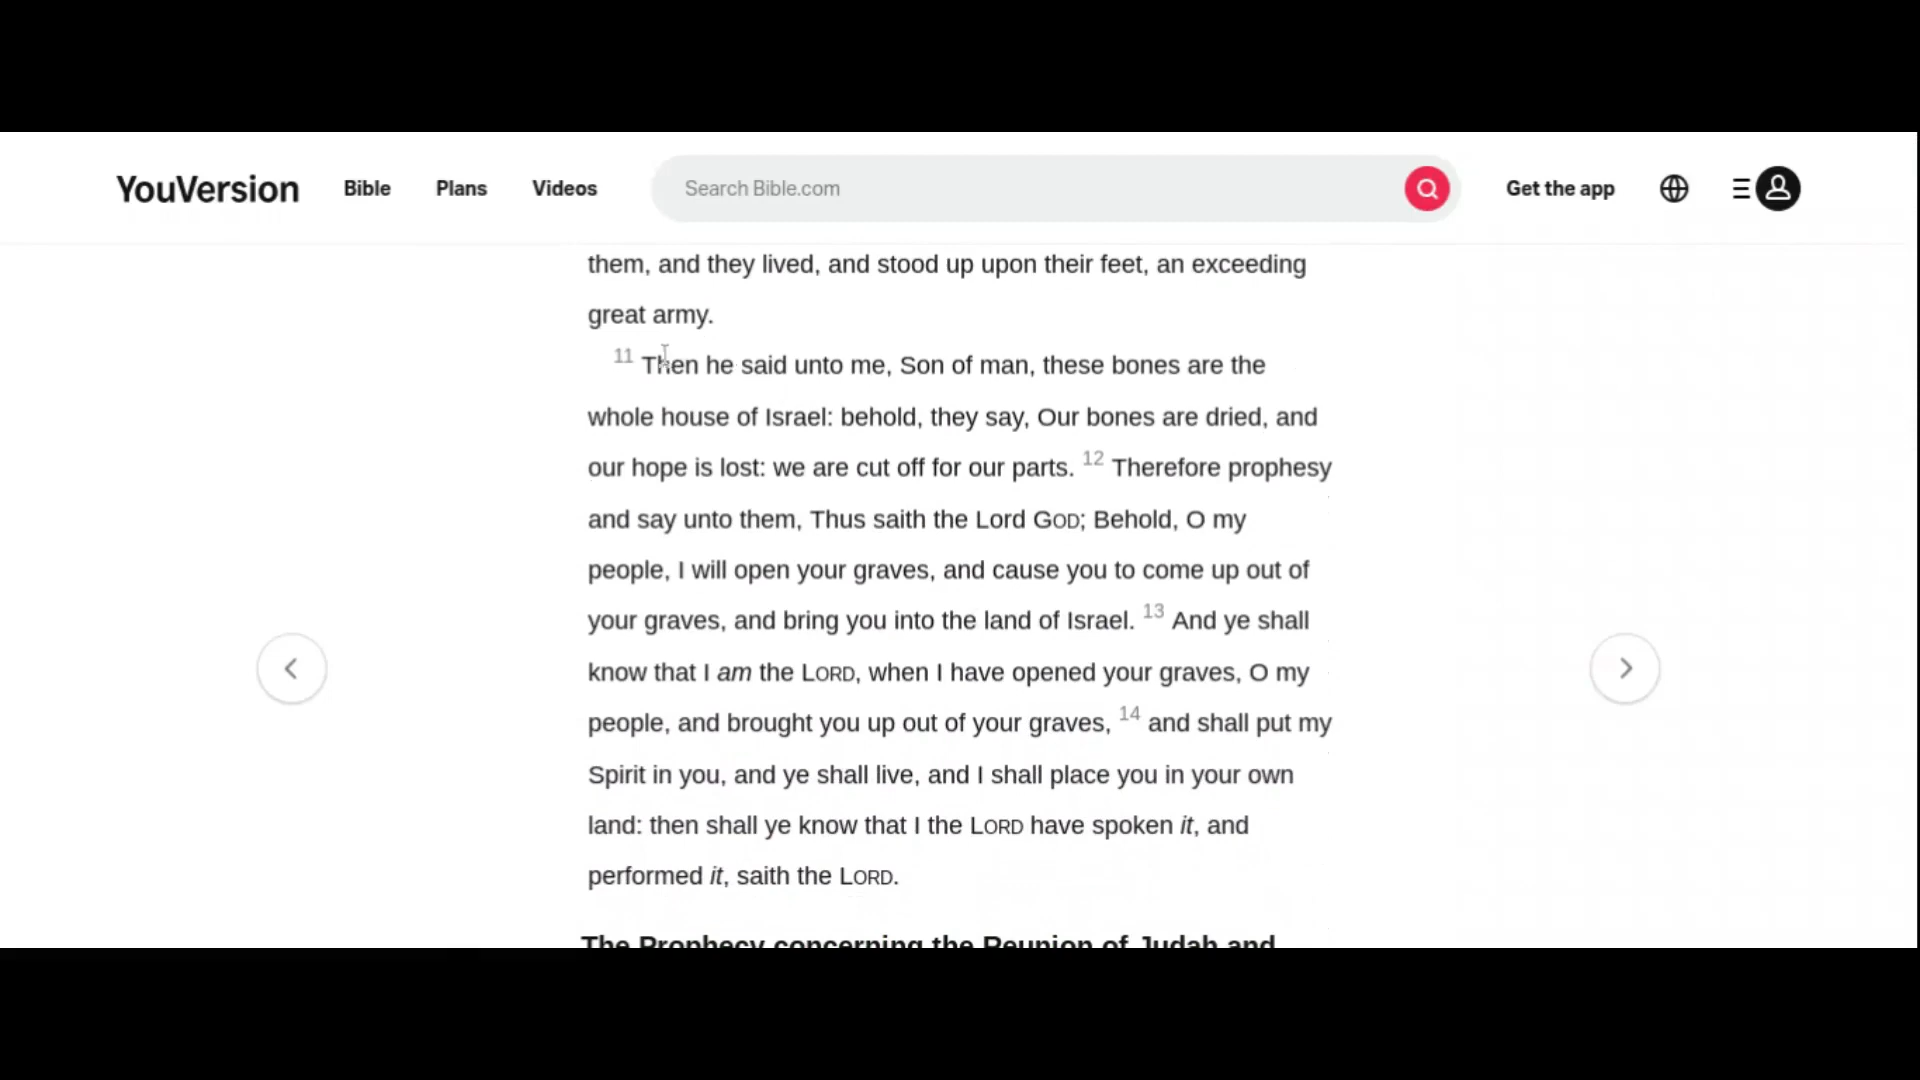 YouVersion Bible Plans Videos Search Bible.com Get the app
them, and they lived, and stood up upon their feet, an exceeding
great army.
11 Then he said unto me, Son of man, these bones are the
whole house of Israel: behold, they say, Our bones are dried, and
our hope is lost: we are cut off for our parts. 12 Therefore prophesy
and say unto them, Thus saith the Lord GOD; Behold, O my
people, I will open your graves, and cause you to come up out of
your graves, and bring you into the land of Israel. 13 And ye shall
know that I am the LORD, when I have opened your graves, O my
people, and brought you up out of your graves, 14 and shall put my
Spirit in you, and ye shall live, and I shall place you in your own
land: then shall ye know that I the LORD have spoken it, and
performed it, saith the LORD.
The Prophecy concerning the Reunion of Judah and